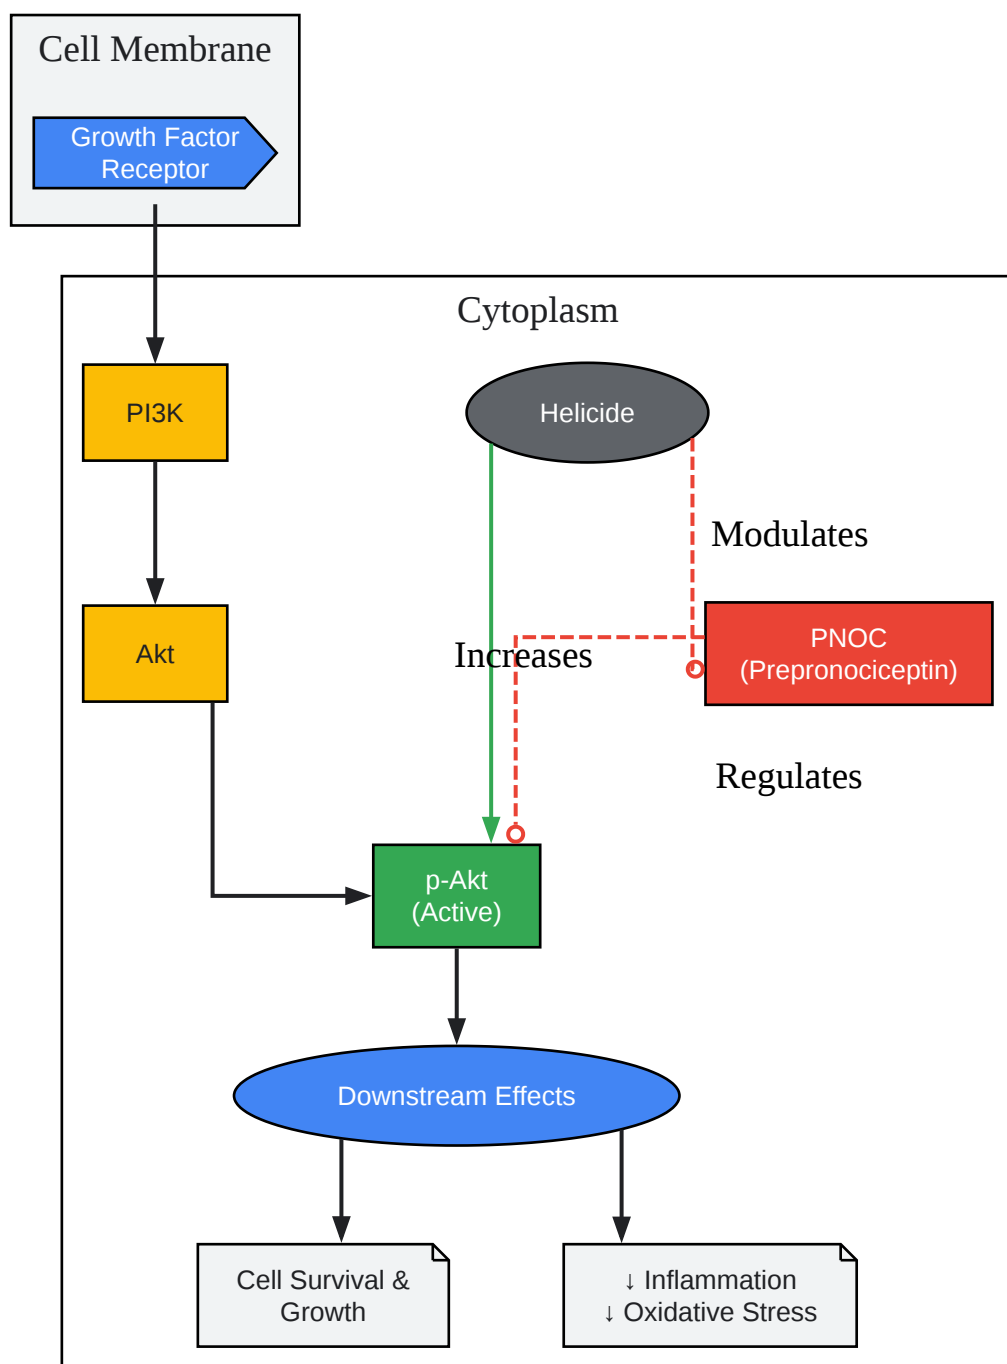 Cell Membrane
Growth Factor
Receptor
Cytoplasm
PI3K
Helicide
Modulates
Akt
Increases
PNOC
(Prepronociceptin)
Regulates
p-Akt
(Active)
Downstream Effects
Cell Survival &
Growth
↓ Inflammation
↓ Oxidative Stress